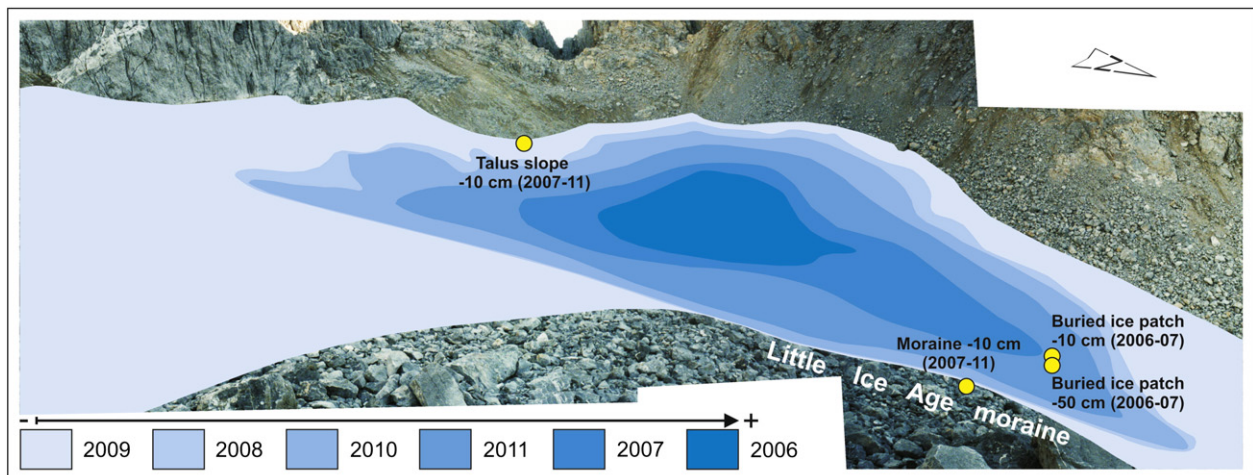 Z
Talus slope
-10 cm (2007-11)
Buried ice patch
-10 cm (2006-07)
Moraine -10 cm
(2007-11)
Buried ice patch
-50 cm (2006-07)
Little Ice Age moraine
- +
2009 2008 2010 2011 2007 2006